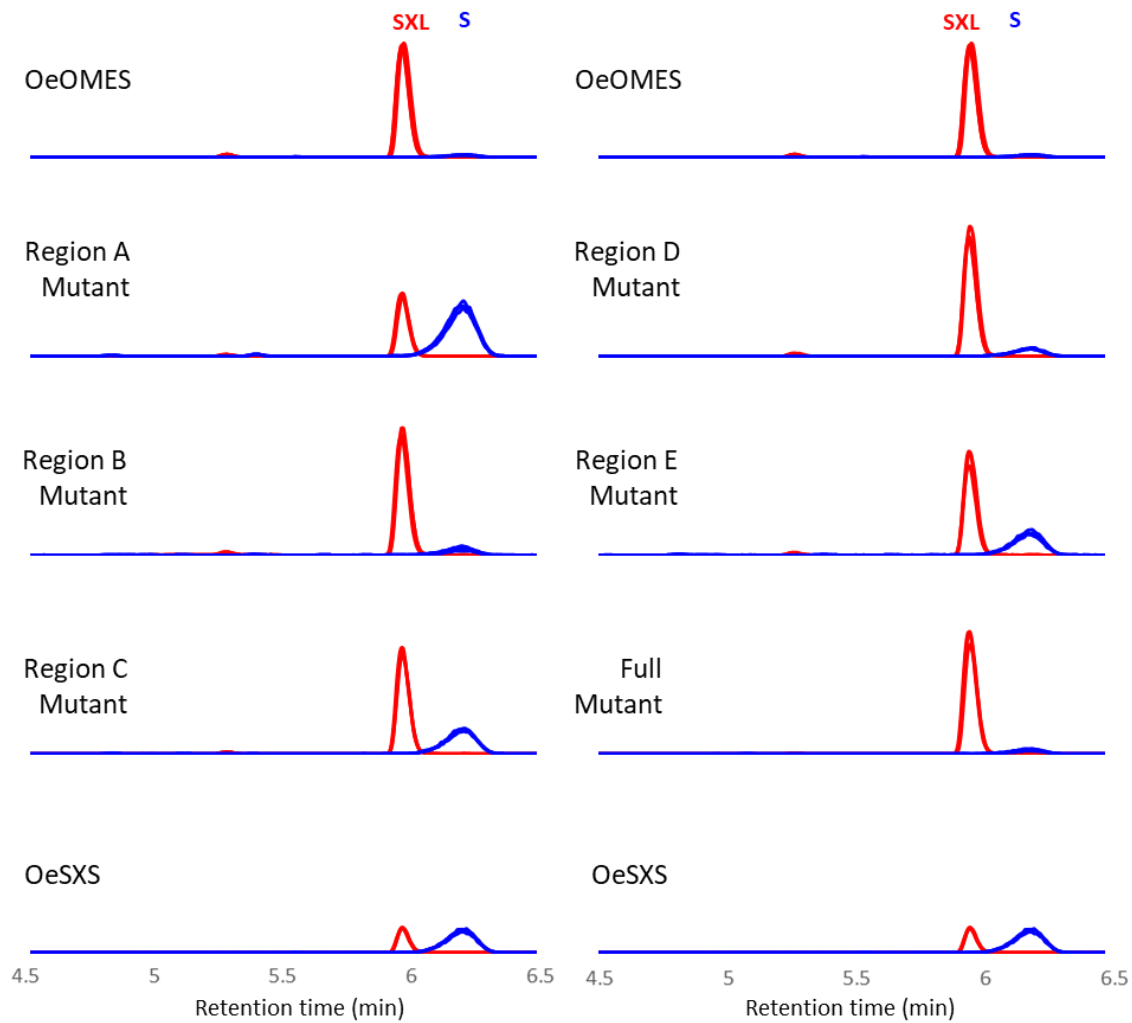 SXL S
OeOMES
Region A
Mutant
Region B
Mutant
Region C
Mutant
OeSXS
4.5 5 5.5 6 6.5
Retention time (min)
SXL S
OeOMES
Region D
Mutant
Region E
Mutant
Full
Mutant
OeSXS
4.5 5 5.5 6 6.5
Retention time (min)